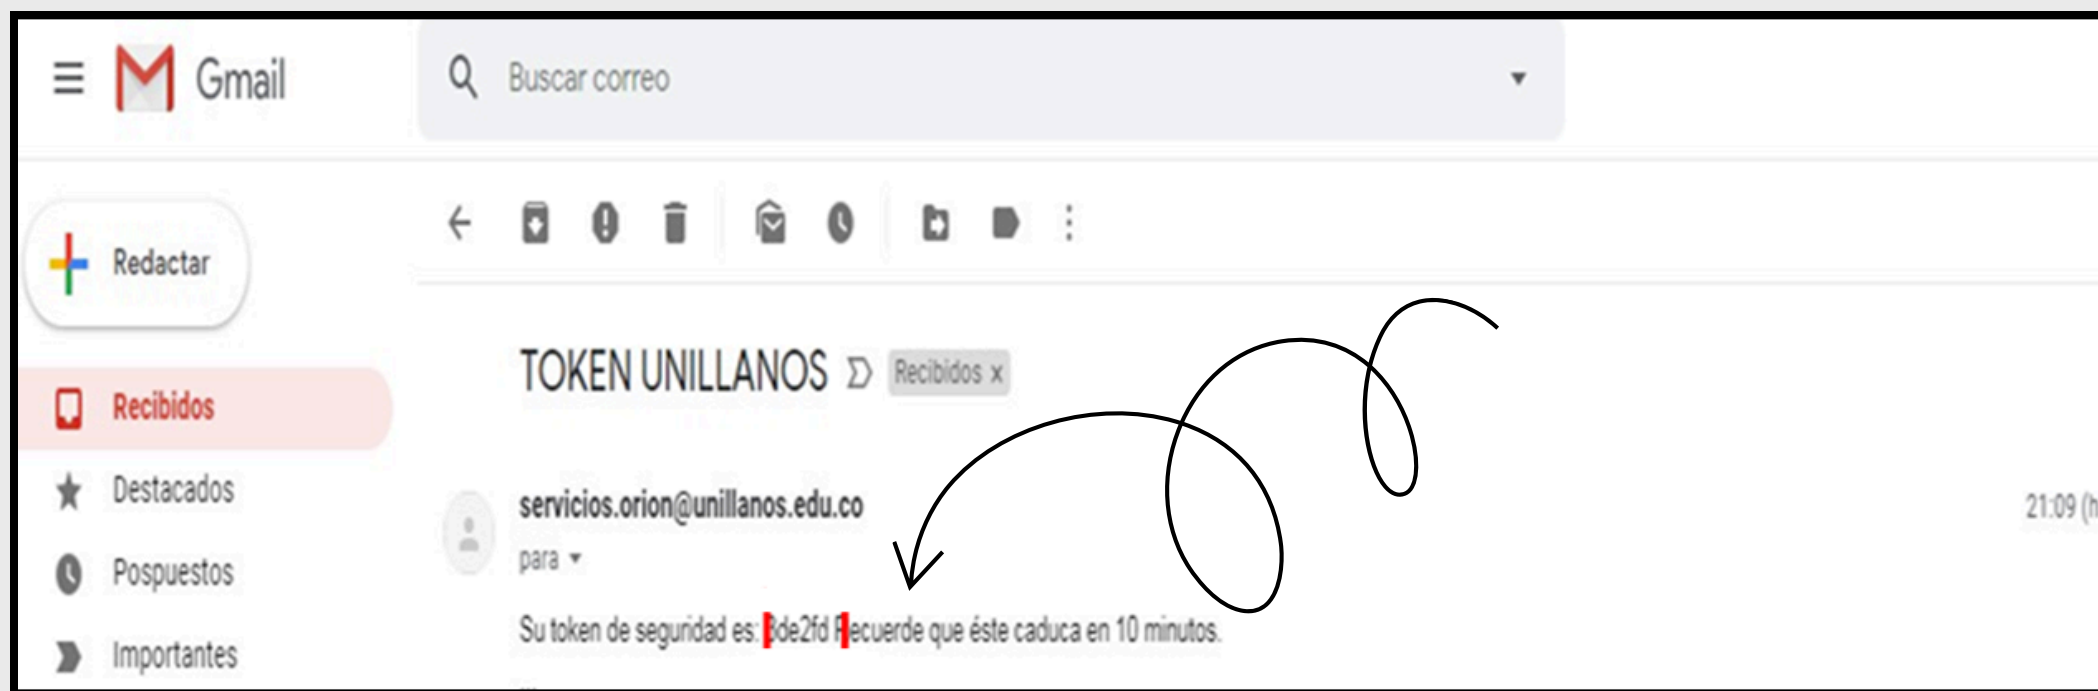 Gmail
Buscar correo
Redactar
TOKEN UNILLANOS Recibidos x
Recibidos
Destacados
servicios.orion@unillanos.edu.co
21:09
para
Pospuestos
Su token de seguridad es: 3de2fd Recuerde que éste caduca en 10 minutos.
Importantes